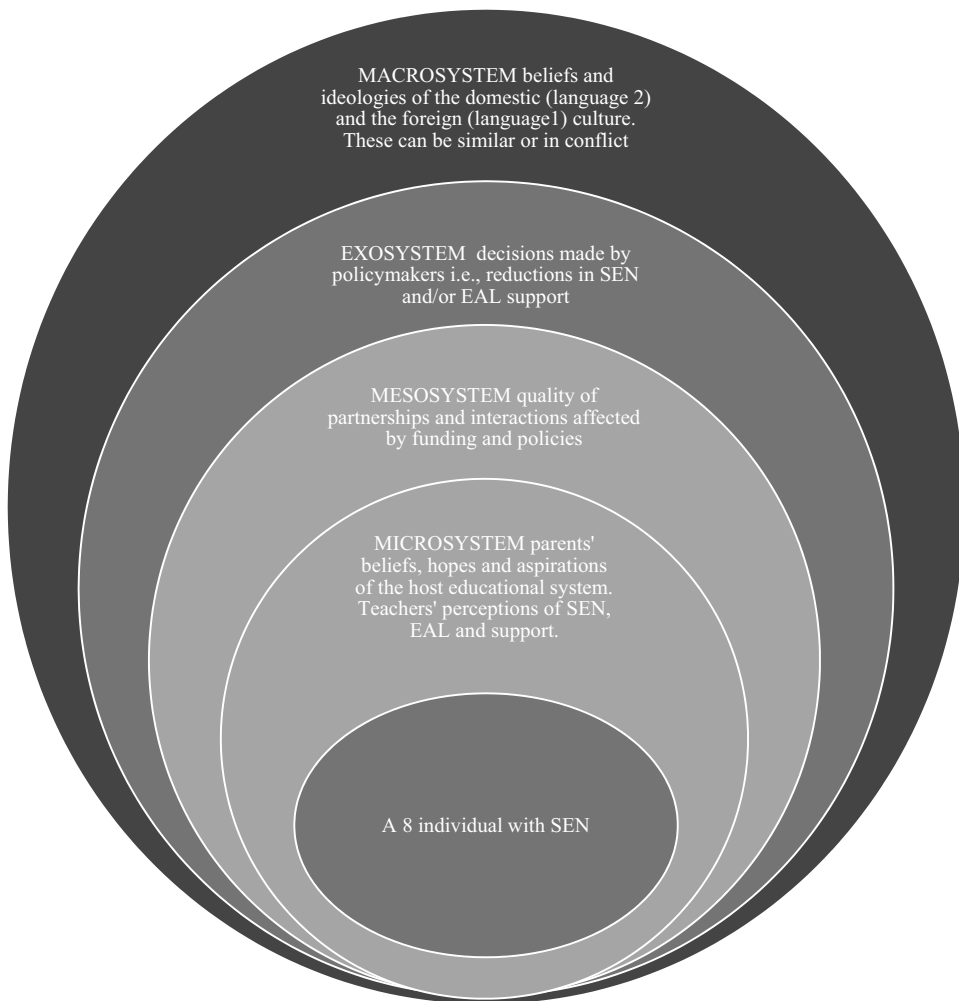 MACROSYSTEM beliefs and
ideologies of the domestic (language 2)
and the foreign (language1) culture.
These can be similar or in conflict
EXOSYSTEM decisions made by
policymakers i.e., reductions in SEN
and/or EAL support
MESOSYSTEM quality of
partnerships and interactions affected
by funding and policies
MICROSYSTEM parents'
beliefs, hopes and aspirations
of the host educational system.
Teachers' perceptions of SEN,
EAL and support.
A 8 individual with SEN